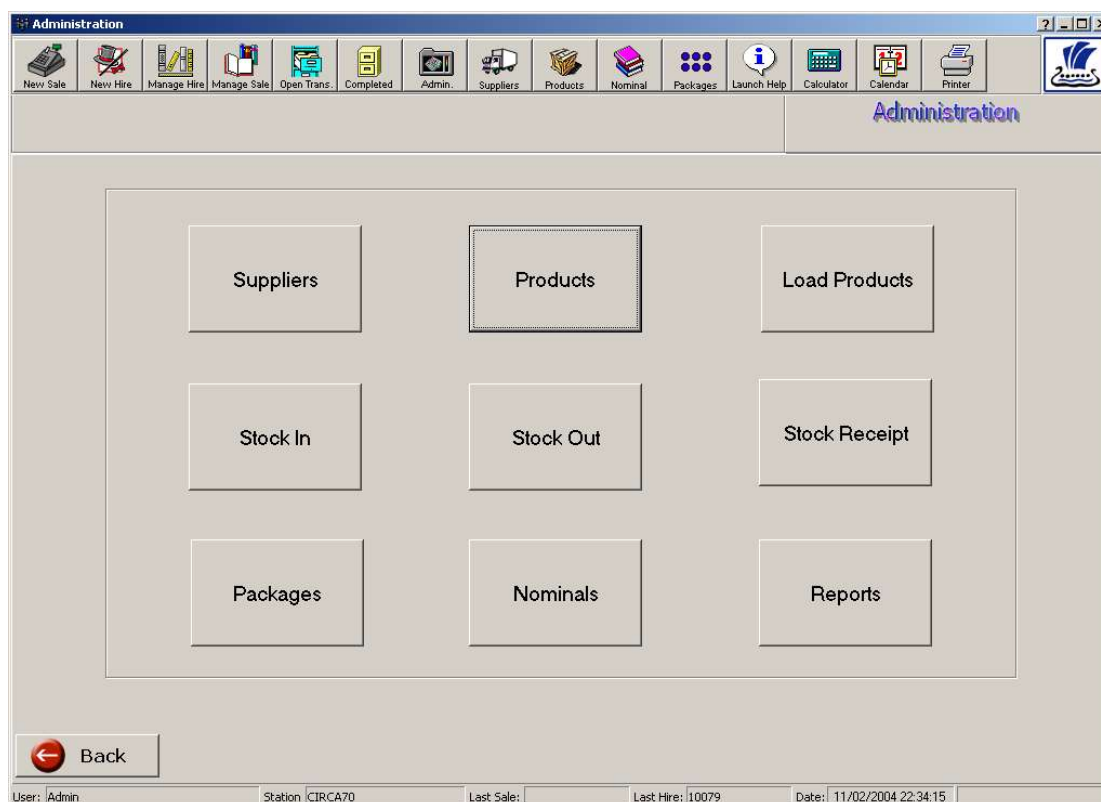 Administration
New Sale New Hire Manage Hire Manage Sale Open Trans. Completed Admin. Suppliers Products Nominal Packages Launch Help Calculator Calendar Printer
Administration
Suppliers Products Load Products
Stock In Stock Out Stock Receipt
Packages Nominals Reports
Back
User: Admin Station CIRCA70 Last Sale: Last Hire: 10079 Date: 11/02/2004 22:34:15